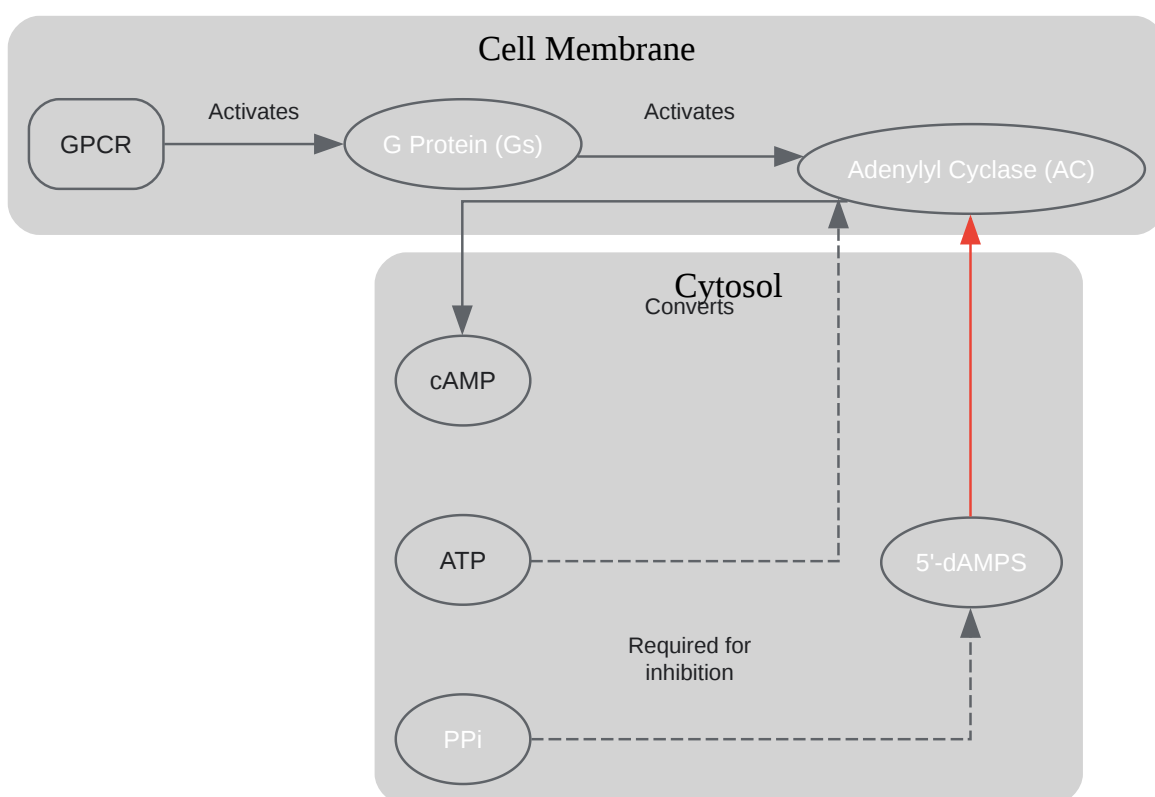 Cell Membrane
Activates
Activates
GPCR
G Protein (Gs)
Adenylyl Cyclase (AC)
Cytosol
Converts
cAMP
ATP
5'-dAMPS
Required for
inhibition
PPi